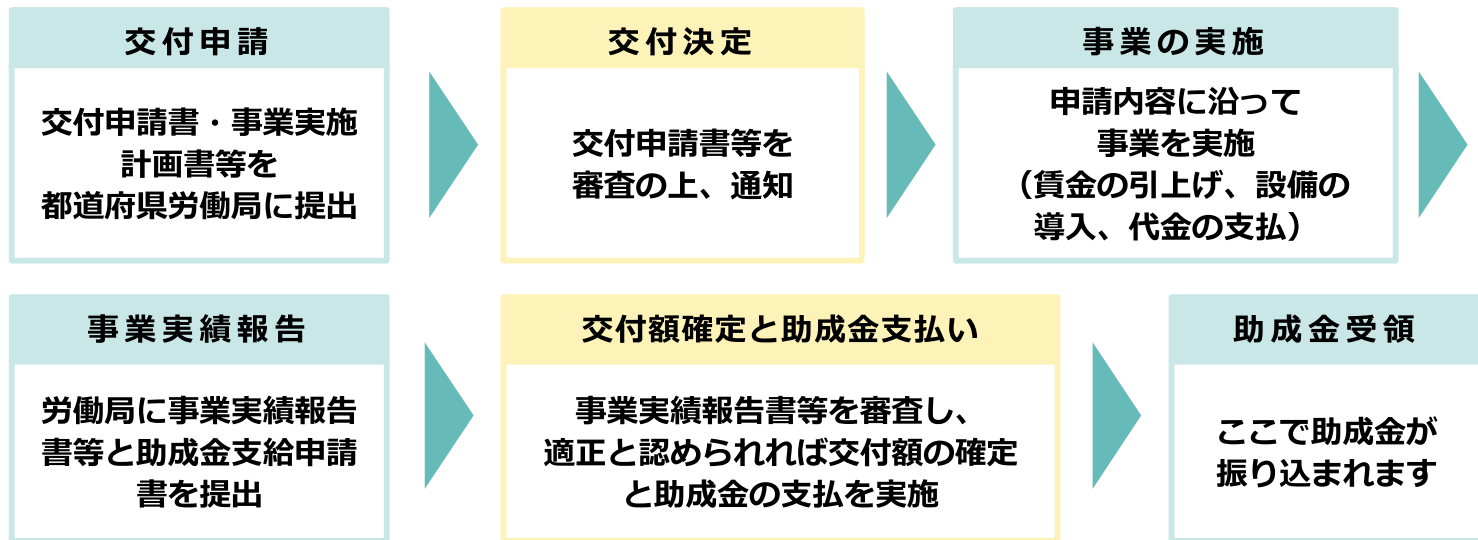 交付申請
交付申請書・事業実施
計画書等を
都道府県労働局に提出
交付決定
交付申請書等を
審査の上、通知
事業の実施
申請内容に沿って
事業を実施
（賃金の引上げ、設備の
導入、代金の支払）
事業実績報告
労働局に事業実績報告
書等と助成金支給申請
書を提出
交付額確定と助成金支払い
事業実績報告書等を審査し、
適正と認められれば交付額の確定
と助成金の支払を実施
助成金受領
ここで助成金が
振り込まれます